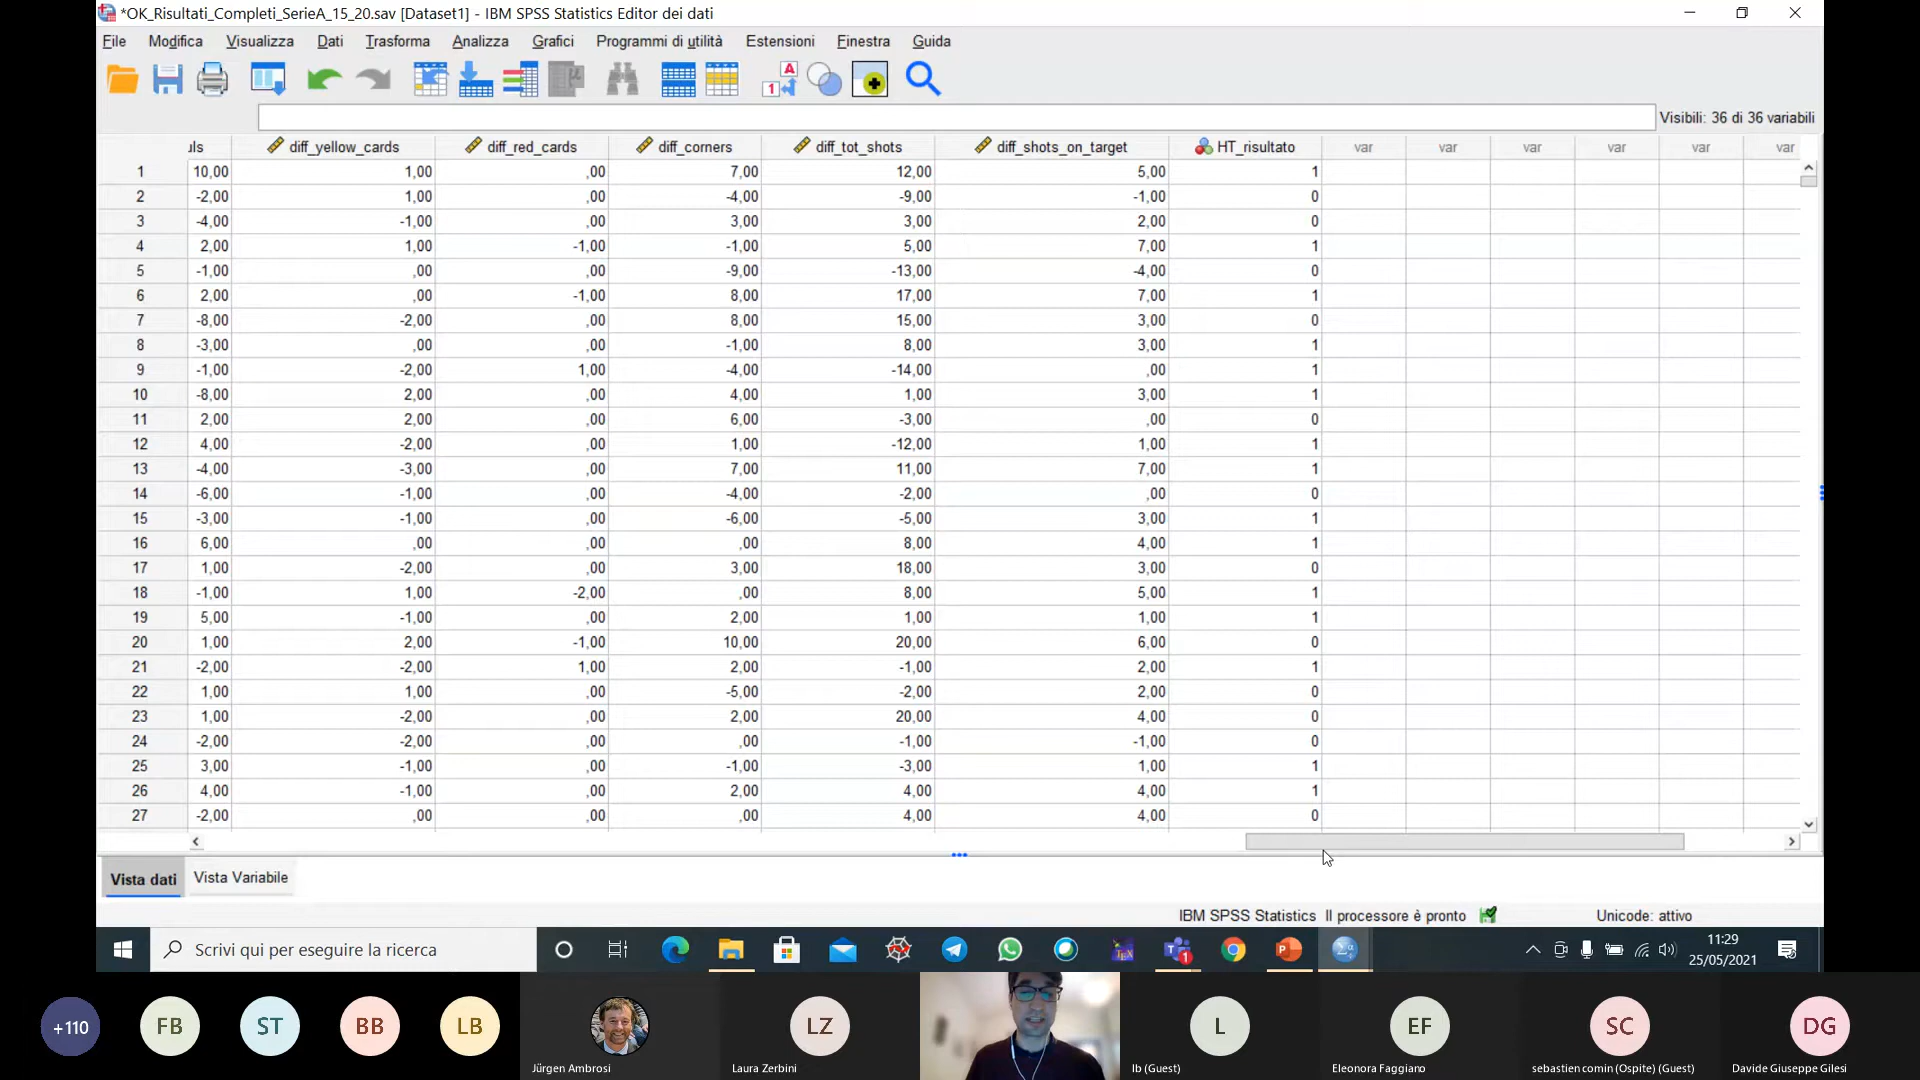 *OK_Risultati_Completi_SerieA_15_20.sav [Dataset1] - IBM SPSS Statistics Editor dei dati
File Modifica Visualizza Dati Trasforma Analizza Grafici Programmi di utilità Estensioni Finestra Guida
Visibili: 36 di 36 variabili
uls diff_yellow_cards diff_red_cards diff_corners diff_tot_shots diff_shots_on_target HT_risultato var var var var var var
1 10,00 1,00 ,00 7,00 12,00 5,00 1
2 -2,00 1,00 ,00 -4,00 -9,00 -1,00 0
3 -4,00 -1,00 ,00 3,00 3,00 2,00 0
4 2,00 1,00 -1,00 -1,00 5,00 7,00 1
5 -1,00 ,00 ,00 -9,00 -13,00 -4,00 0
6 2,00 ,00 -1,00 8,00 17,00 7,00 1
7 -8,00 -2,00 ,00 8,00 15,00 3,00 0
8 -3,00 ,00 ,00 -1,00 8,00 3,00 1
9 -1,00 -2,00 1,00 -4,00 -14,00 ,00 1
10 -8,00 2,00 ,00 4,00 1,00 3,00 1
11 2,00 2,00 ,00 6,00 -3,00 ,00 0
12 4,00 -2,00 ,00 1,00 -12,00 1,00 1
13 -4,00 -3,00 ,00 7,00 11,00 7,00 1
14 -6,00 -1,00 ,00 -4,00 -2,00 ,00 0
15 -3,00 -1,00 ,00 -6,00 -5,00 3,00 1
16 6,00 ,00 ,00 ,00 8,00 4,00 1
17 1,00 -2,00 ,00 3,00 18,00 3,00 0
18 -1,00 1,00 -2,00 ,00 8,00 5,00 1
19 5,00 -1,00 ,00 2,00 1,00 1,00 1
20 1,00 2,00 -1,00 10,00 20,00 6,00 0
21 -2,00 -2,00 1,00 2,00 -1,00 2,00 1
22 1,00 1,00 ,00 -5,00 -2,00 2,00 0
23 1,00 -2,00 ,00 2,00 20,00 4,00 0
24 -2,00 -2,00 ,00 ,00 -1,00 -1,00 0
25 3,00 -1,00 ,00 -1,00 -3,00 1,00 1
26 4,00 -1,00 ,00 2,00 4,00 4,00 1
27 -2,00 ,00 ,00 ,00 4,00 4,00 0
Vista dati Vista Variabile
IBM SPSS Statistics Il processore è pronto Unicode: attivo
Scrivi qui per eseguire la ricerca
11:29
25/05/2021
+110 FB ST BB LB LZ L EF SC DG
Jürgen Ambrosi Laura Zerbini lb (Guest) Eleonora Faggiano sebastien comin (Ospite) (Guest) Davide Giuseppe Gilesi